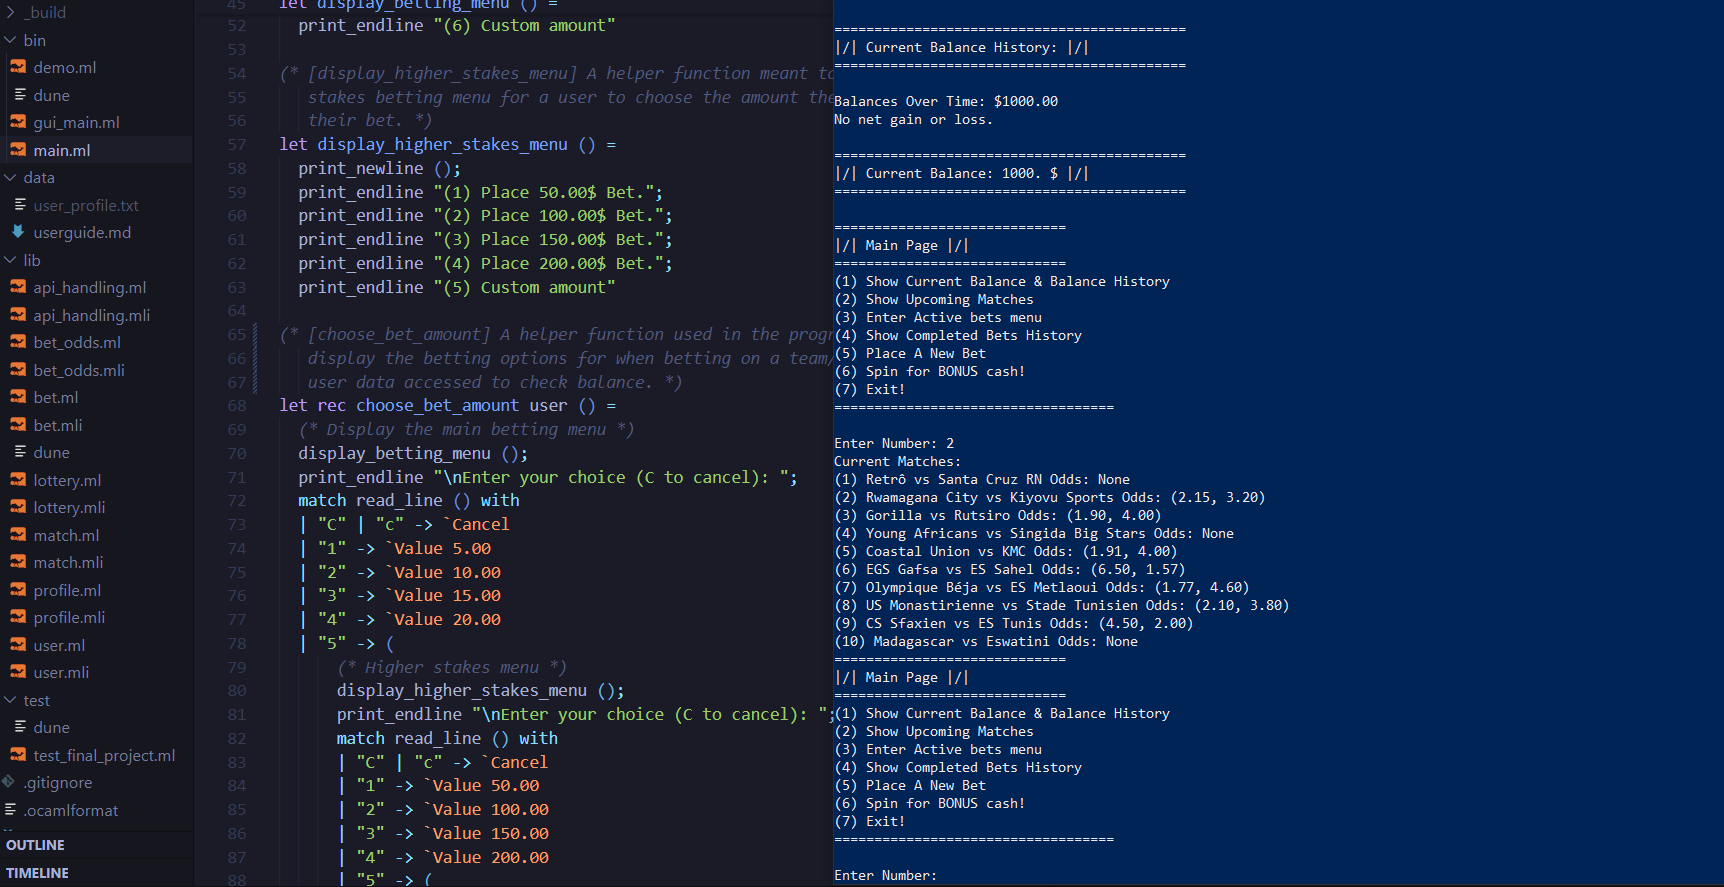 _build
bin
demo.ml
dune
gui_main.ml
main.ml
data
user_profile.txt
userguide.md
lib
api_handling.ml
api_handling.mli
bet_odds.ml
bet_odds.mli
bet.ml
bet.mli
dune
lottery.ml
lottery.mli
match.ml
match.mli
profile.ml
profile.mli
user.ml
user.mli
test
dune
test_final_project.ml
.gitignore
.ocamlformat
OUTLINE
TIMELINE
45 let display_betting_menu () =
52 print_endline "(6) Custom amount"
53
54 (* [display_higher_stakes_menu] A helper function meant to
55 stakes betting menu for a user to choose the amount the
56 their bet. *)
57 let display_higher_stakes_menu () =
58 print_newline ();
59 print_endline "(1) Place 50.00$ Bet.";
60 print_endline "(2) Place 100.00$ Bet.";
61 print_endline "(3) Place 150.00$ Bet.";
62 print_endline "(4) Place 200.00$ Bet.";
63 print_endline "(5) Custom amount"
64
65 (* [choose_bet_amount] A helper function used in the progr
66 display the betting options for when betting on a team/
67 user data accessed to check balance. *)
68 let rec choose_bet_amount user () =
69 (* Display the main betting menu *)
70 display_betting_menu ();
71 print_endline "\nEnter your choice (C to cancel): ";
72 match read_line () with
73 | "C" | "c" -> `Cancel
74 | "1" -> `Value 5.00
75 | "2" -> `Value 10.00
76 | "3" -> `Value 15.00
77 | "4" -> `Value 20.00
78 | "5" -> (
79 (* Higher stakes menu *)
80 display_higher_stakes_menu ();
81 print_endline "\nEnter your choice (C to cancel): ";
82 match read_line () with
83 | "C" | "c" -> `Cancel
84 | "1" -> `Value 50.00
85 | "2" -> `Value 100.00
86 | "3" -> `Value 150.00
87 | "4" -> `Value 200.00
88 | "5" -> (
============================================
|/| Current Balance History: |/|
============================================
Balances Over Time: $1000.00
No net gain or loss.
============================================
|/| Current Balance: 1000. $ |/|
============================================
=============================
|/| Main Page |/|
=============================
(1) Show Current Balance & Balance History
(2) Show Upcoming Matches
(3) Enter Active bets menu
(4) Show Completed Bets History
(5) Place A New Bet
(6) Spin for BONUS cash!
(7) Exit!
===================================
Enter Number: 2
Current Matches:
(1) Retrô vs Santa Cruz RN Odds: None
(2) Rwamagana City vs Kiyovu Sports Odds: (2.15, 3.20)
(3) Gorilla vs Rutsiro Odds: (1.90, 4.00)
(4) Young Africans vs Singida Big Stars Odds: None
(5) Coastal Union vs KMC Odds: (1.91, 4.00)
(6) EGS Gafsa vs ES Sahel Odds: (6.50, 1.57)
(7) Olympique Béja vs ES Metlaoui Odds: (1.77, 4.60)
(8) US Monastirienne vs Stade Tunisien Odds: (2.10, 3.80)
(9) CS Sfaxien vs ES Tunis Odds: (4.50, 2.00)
(10) Madagascar vs Eswatini Odds: None
=============================
|/| Main Page |/|
=============================
(1) Show Current Balance & Balance History
(2) Show Upcoming Matches
(3) Enter Active bets menu
(4) Show Completed Bets History
(5) Place A New Bet
(6) Spin for BONUS cash!
(7) Exit!
===================================
Enter Number: